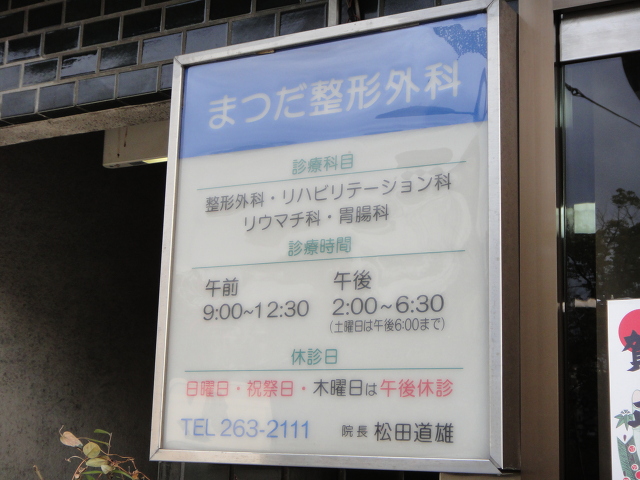 まつだ整形外科
診療科目
整形外科・リハビリテーション科
リウマチ科・胃腸科
診療時間
午前 午後
9:00~12:30 2:00~6:30
(土曜日は午後6:00まで)
休診日
日曜日・祝祭日・木曜日は午後休診
TEL 263-2111 院長 松田道雄
賀